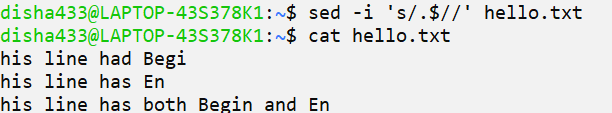 disha433@LAPTOP-43S378K1:~$ sed -i 's/.$//' hello.txt
disha433@LAPTOP-43S378K1:~$ cat hello.txt
his line had Begi
his line has En
his line has both Begin and En